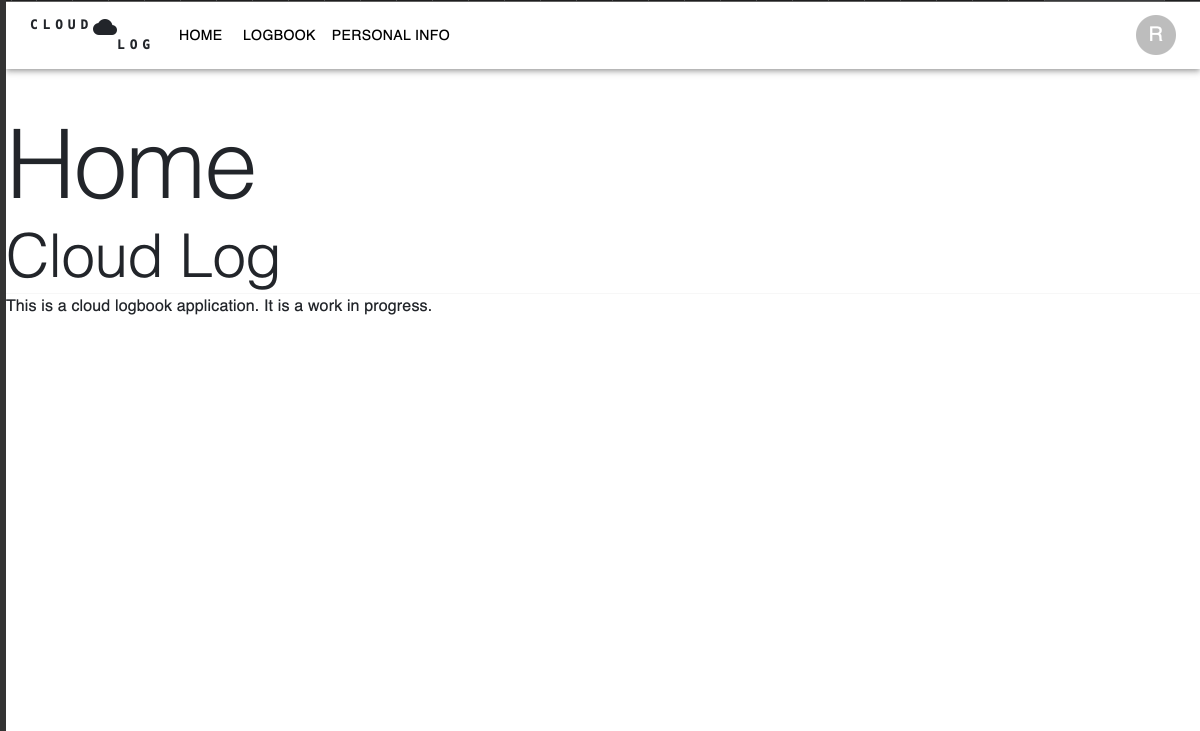 CLOUD
LOG
HOME LOGBOOK PERSONAL INFO R
Home
Cloud Log
This is a cloud logbook application. It is a work in progress.